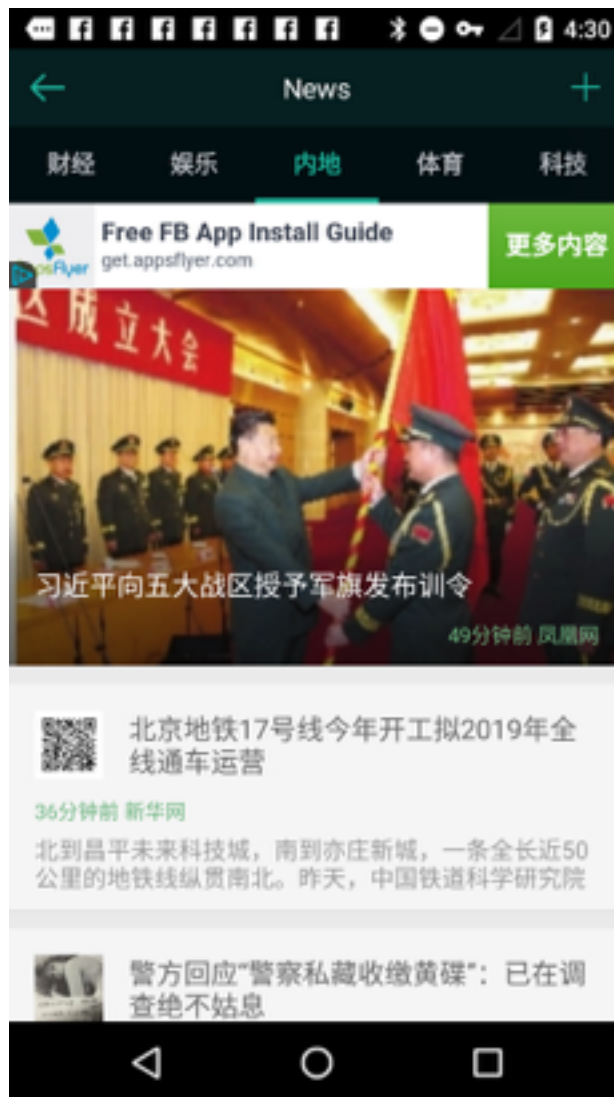 4:30
News
财经 娱乐 内地 体育 科技
Free FB App Install Guide
get.appsflyer.com
更多内容
psFlyer
区成立大会
习近平向五大战区授予军旗发布训令
49分钟前 凤凰网
北京地铁17号线今年开工拟2019年全
线通车运营
36分钟前 新华网
北到昌平未来科技城，南到亦庄新城，一条全长近50
公里的地铁线纵贯南北。昨天，中国铁道科学研究院
警方回应“警察私藏收缴黄碟”：已在调
查绝不姑息